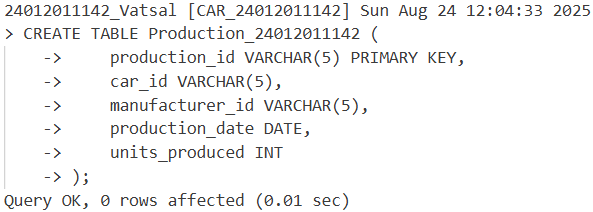 24012011142_Vatsal [CAR_24012011142] Sun Aug 24 12:04:33 2025
> CREATE TABLE Production_24012011142 (
    ->     production_id VARCHAR(5) PRIMARY KEY,
    ->     car_id VARCHAR(5),
    ->     manufacturer_id VARCHAR(5),
    ->     production_date DATE,
    ->     units_produced INT
    -> );
Query OK, 0 rows affected (0.01 sec)